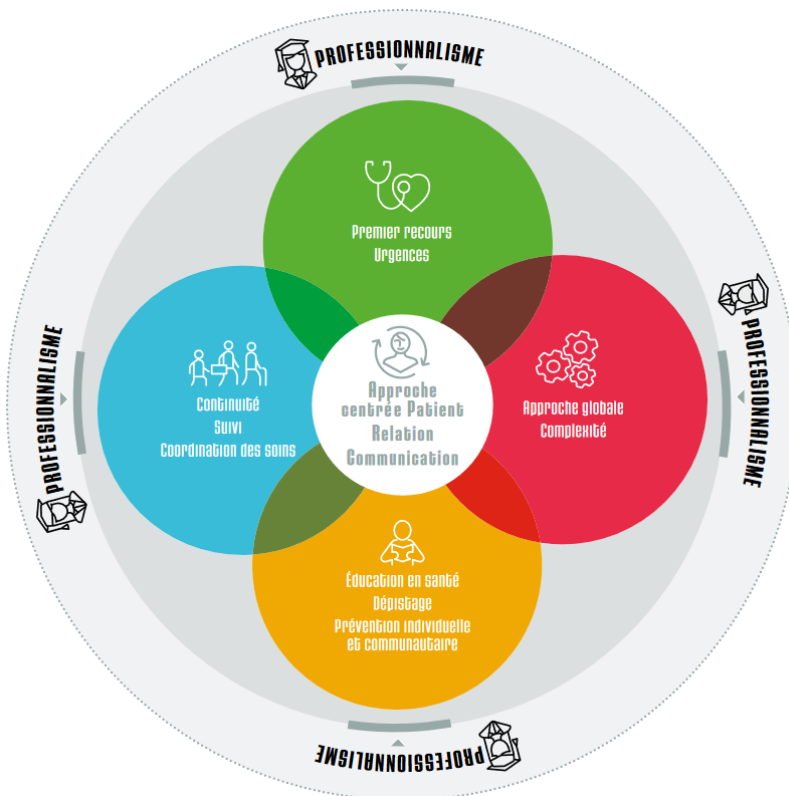 PROFESSIONNALISME
Premier recours
Urgences
PROFESSIONNALISME
Continuité
Suivi
Coordination des soins
Approche
centrée Patient
Relation
Communication
Approche globale
Complexité
PROFESSIONNALISME
Éducation en santé
Dépistage
Prévention individuelle
et communautaire
PROFESSIONNALISME